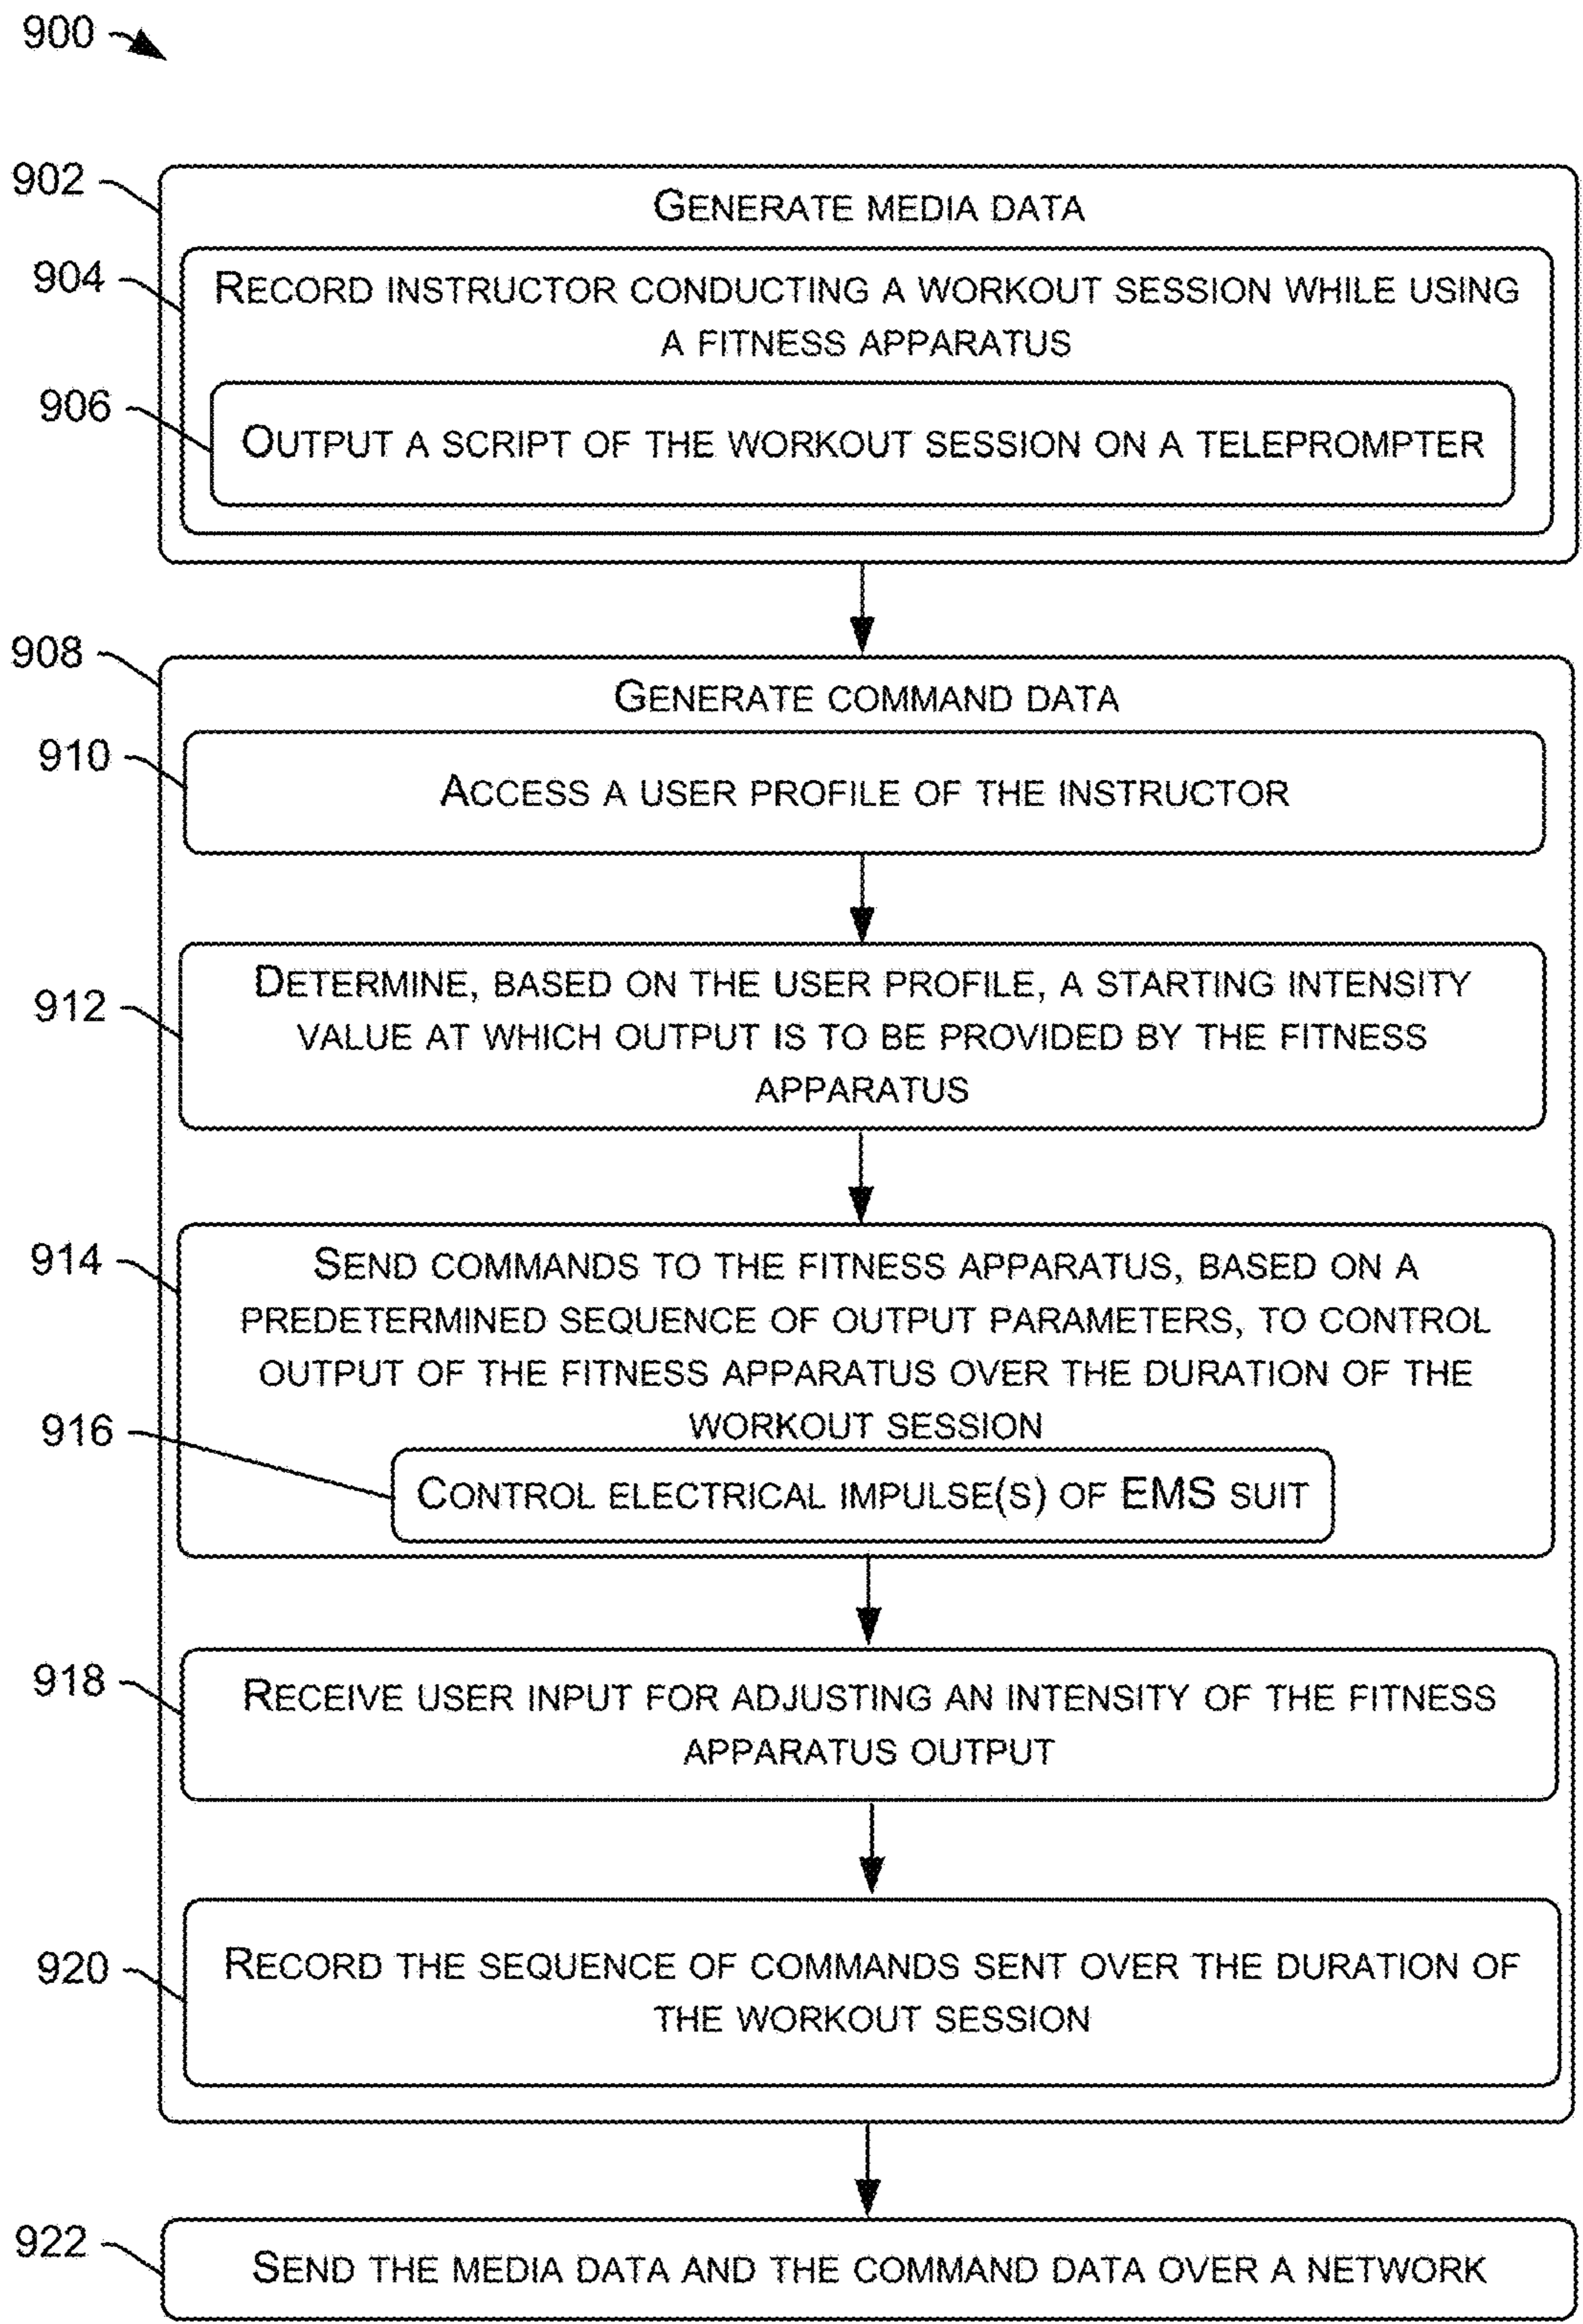 900
902
GENERATE MEDIA DATA
904
RECORD INSTRUCTOR CONDUCTING A WORKOUT SESSION WHILE USING
A FITNESS APPARATUS
906
OUTPUT A SCRIPT OF THE WORKOUT SESSION ON A TELEPROMPTER
908
GENERATE COMMAND DATA
910
ACCESS A USER PROFILE OF THE INSTRUCTOR
912
DETERMINE, BASED ON THE USER PROFILE, A STARTING INTENSITY
VALUE AT WHICH OUTPUT IS TO BE PROVIDED BY THE FITNESS
APPARATUS
914
SEND COMMANDS TO THE FITNESS APPARATUS, BASED ON A
PREDETERMINED SEQUENCE OF OUTPUT PARAMETERS, TO CONTROL
OUTPUT OF THE FITNESS APPARATUS OVER THE DURATION OF THE
WORKOUT SESSION
916
CONTROL ELECTRICAL IMPULSE(S) OF EMS SUIT
918
RECEIVE USER INPUT FOR ADJUSTING AN INTENSITY OF THE FITNESS
APPARATUS OUTPUT
920
RECORD THE SEQUENCE OF COMMANDS SENT OVER THE DURATION OF
THE WORKOUT SESSION
922
SEND THE MEDIA DATA AND THE COMMAND DATA OVER A NETWORK